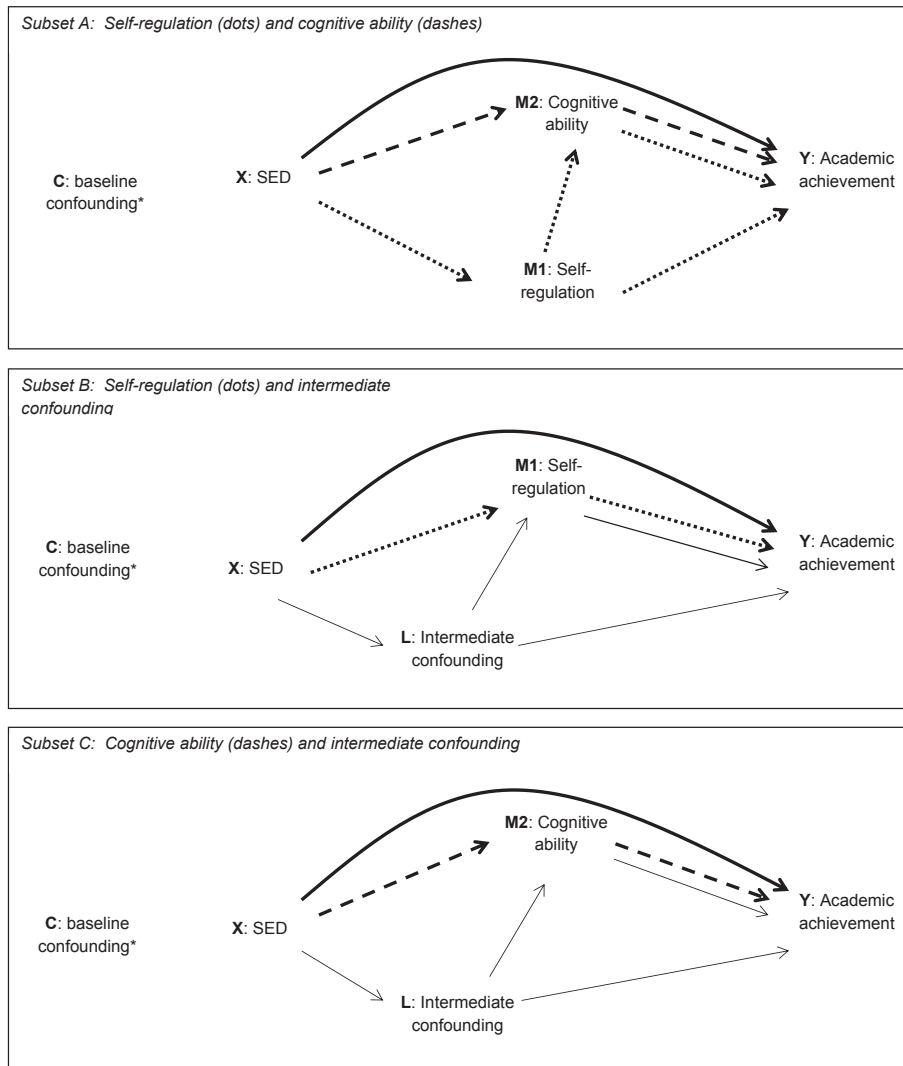 Subset A: Self-regulation (dots) and cognitive ability (dashes)
M2: Cognitive
ability
Y: Academic
achievement
X: SED
C: baseline
confounding*
M1: Self-
regulation
Subset B: Self-regulation (dots) and intermediate
confounding
M1: Self-
regulation
Y: Academic
achievement
C: baseline
confounding*
X: SED
L: Intermediate
confounding
Subset C: Cognitive ability (dashes) and intermediate confounding
M2: Cognitive
ability
Y: Academic
achievement
C: baseline
confounding*
X: SED
L: Intermediate
confounding